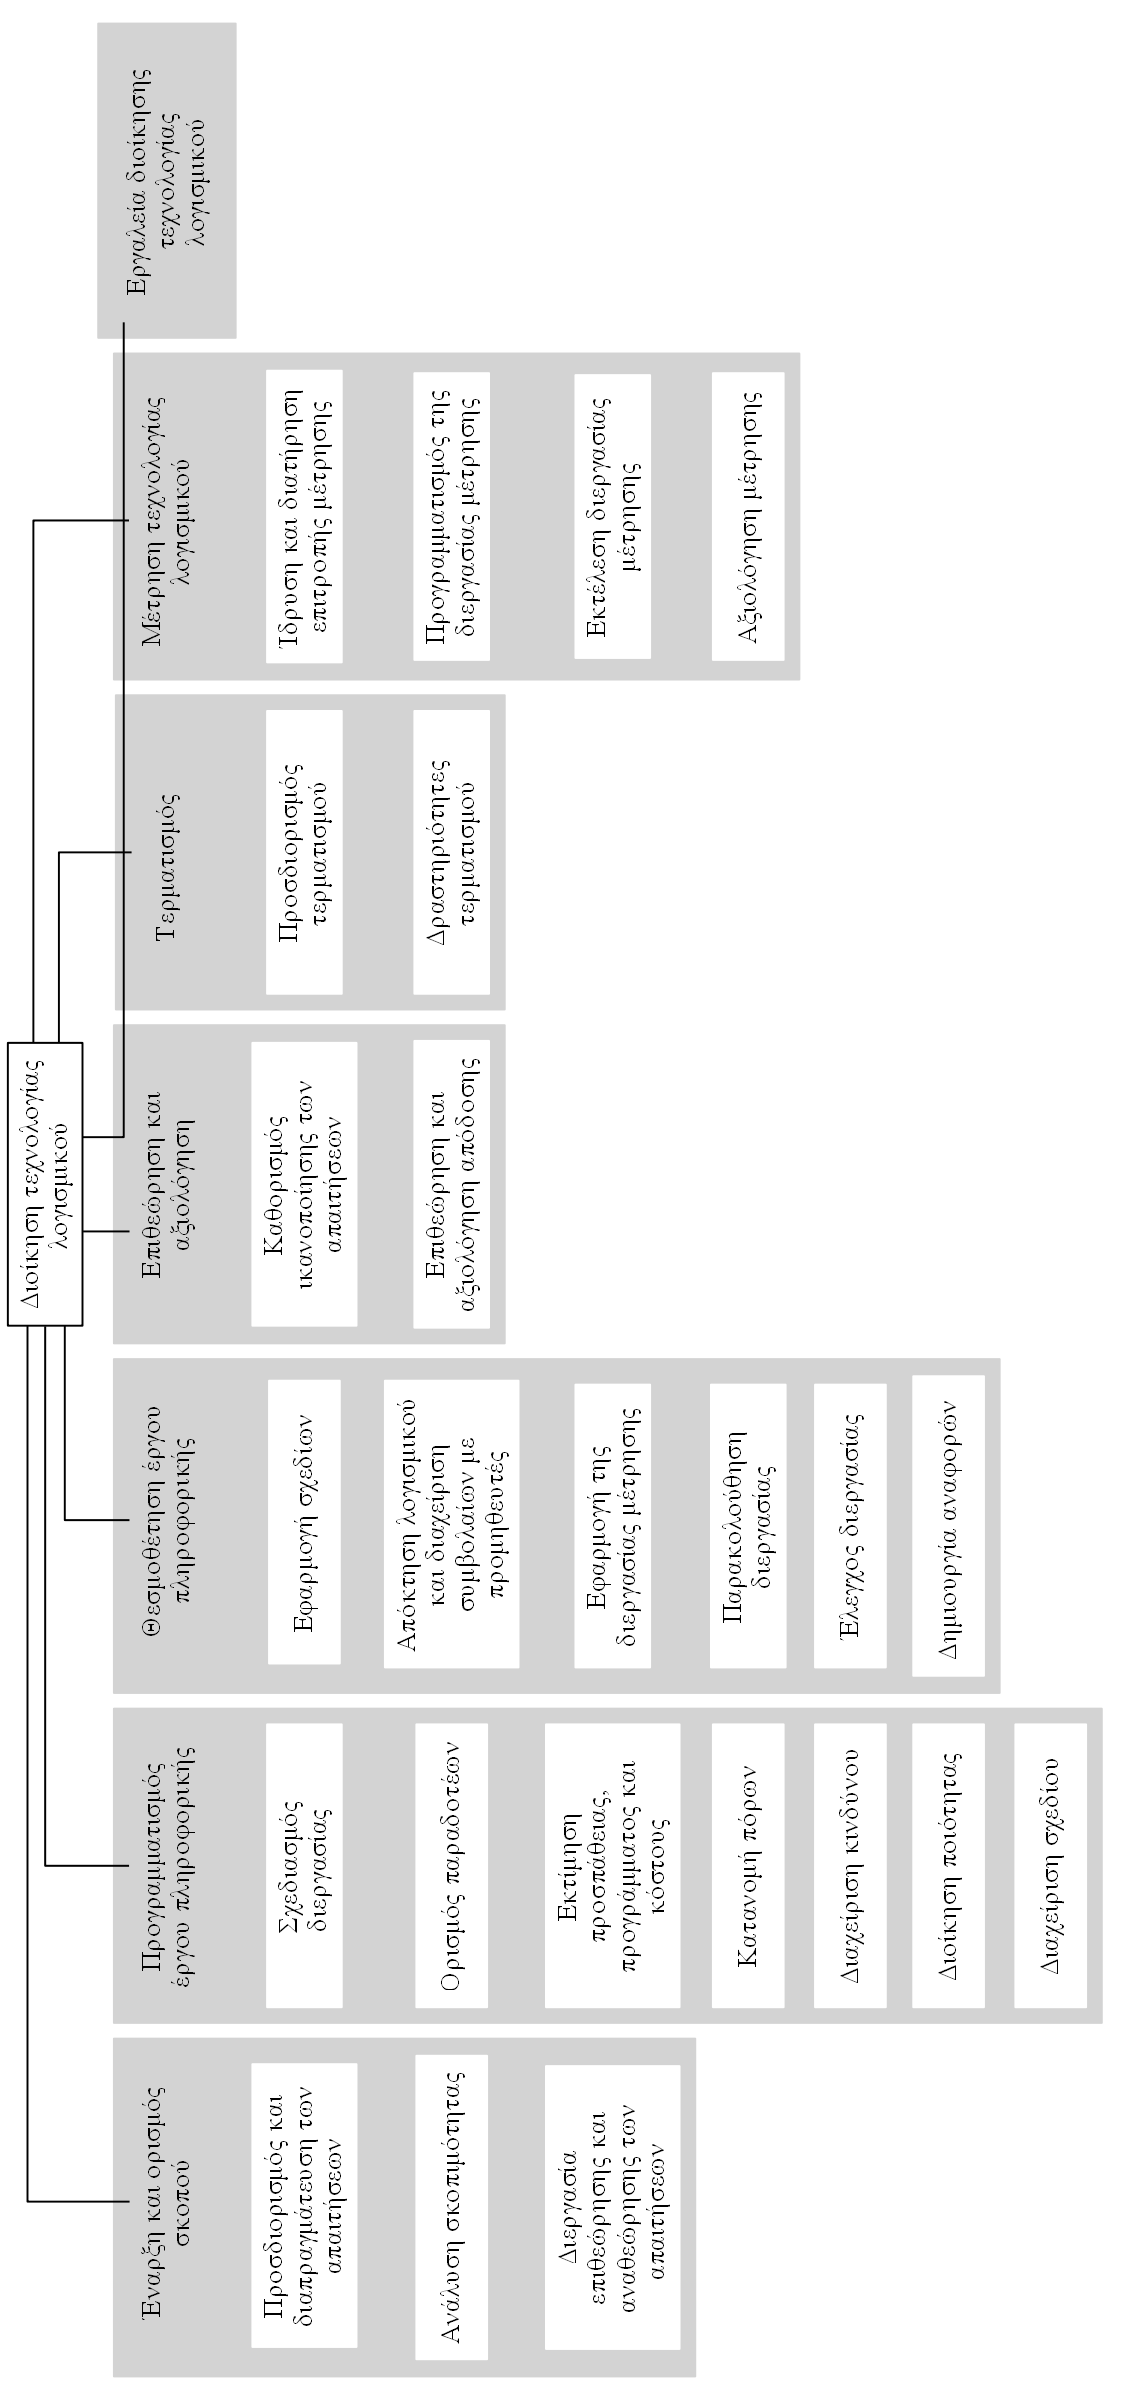 Διοίκηση τεχνολογίας
λογισμικού
Έναρξη και ορισμός
σκοπού
Προσδιορισμός και
διαπραγμάτευση των
απαιτήσεων
Ανάλυση σκοπιμότητας
Διεργασία
επιθεώρησης και
αναθεώρησης των
απαιτήσεων
Προγραμματισμός
έργου πληροφορικής
Σχεδιασμός
διεργασίας
Ορισμός παραδοτέων
Εκτίμηση
προσπάθειας,
προγράμματος και
κόστους
Κατανομή πόρων
Διαχείριση κινδύνου
Διοίκηση ποιότητας
Διαχείριση σχεδίου
Θεσμοθέτηση έργου
πληροφορικής
Εφαρμογή σχεδίων
Απόκτηση λογισμικού
και διαχείριση
συμβολαίων με
προμηθευτές
Εφαρμογή της
διεργασίας μέτρησης
Παρακολούθηση
διεργασίας
Έλεγχος διεργασίας
Δημιουργία αναφορών
Επιθεώρηση και
αξιολόγηση
Καθορισμός
ικανοποίησης των
απαιτήσεων
Επιθεώρηση και
αξιολόγηση απόδοσης
Τερματισμός
Προσδιορισμός
τερματισμού
Δραστηριότητες
τερματισμού
Μέτρηση τεχνολογίας
λογισμικού
Ίδρυση και διατήρηση
επιτροπής μέτρησης
Προγραμματισμός της
διεργασίας μέτρησης
Εκτέλεση διεργασίας
μέτρησης
Αξιολόγηση μέτρησης
Εργαλεία διοίκησης
τεχνολογίας
λογισμικού